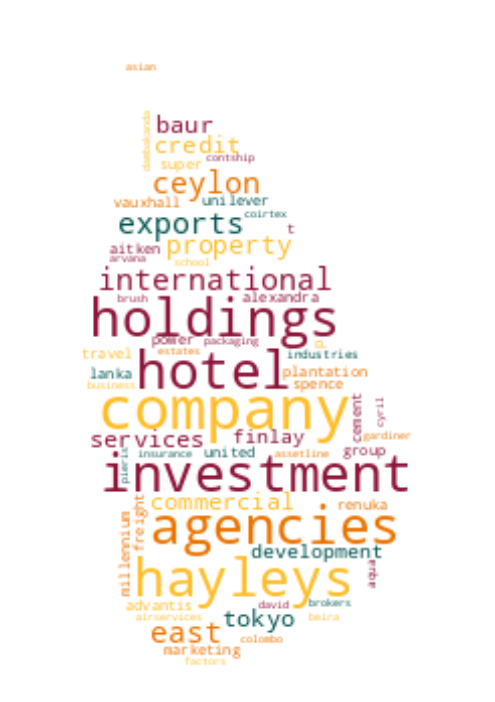 asian
dambakanda
baur
credit
contship
super
ceylon
vauxhall unilever
coirtex
exports
t
aitken property
arvana
school
international
brush alexandra
holdings
power packaging
travel estates industries
hotel
lanka plantation
business spence
company
cement
cyril
services finlay gardiner
pieris insurance united assetline group
investment
commercial renuka
millennium
freight
agencies
development
aqua
hayleys
advantis david brokers
airservices tokyo beira
east colombo
marketing
factors